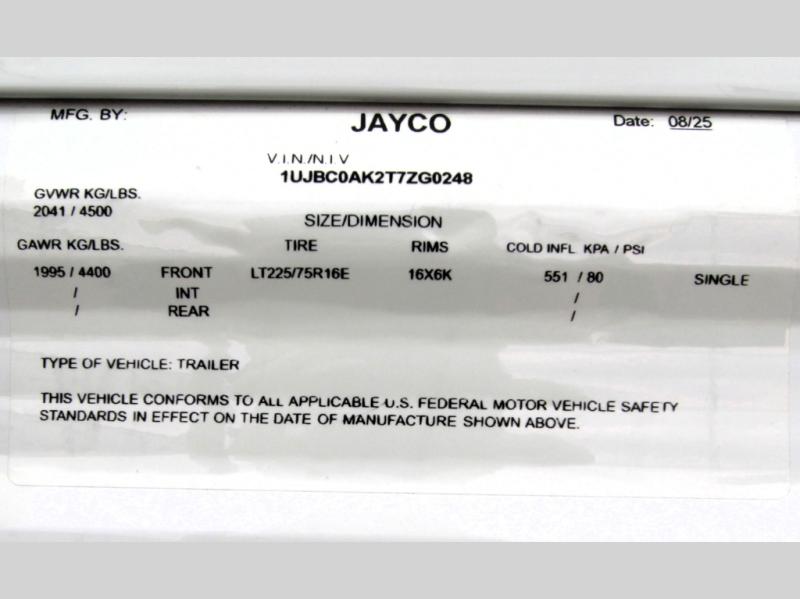 MFG. BY: JAYCO Date: 08/25
V.I.N./N.I.V
1UJBC0AK2T7ZG0248
GVWR KG/LBS.
2041 / 4500
SIZE/DIMENSION
GAWR KG/LBS. TIRE RIMS COLD INFL. KPA / PSI
1995 / 4400 FRONT LT225/75R16E 16X6K 551 / 80 SINGLE
/ INT /
/ REAR /
TYPE OF VEHICLE: TRAILER
THIS VEHICLE CONFORMS TO ALL APPLICABLE U.S. FEDERAL MOTOR VEHICLE SAFETY
STANDARDS IN EFFECT ON THE DATE OF MANUFACTURE SHOWN ABOVE.